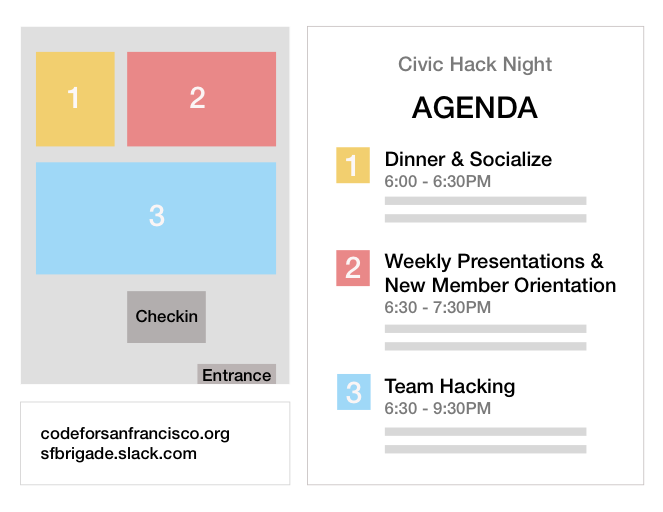 1
2
3
Checkin
Entrance
codeforsanfrancisco.org
sfbrigade.slack.com
Civic Hack Night
AGENDA
1
Dinner & Socialize
6:00 - 6:30PM
2
Weekly Presentations &
New Member Orientation
6:30 - 7:30PM
3
Team Hacking
6:30 - 9:30PM